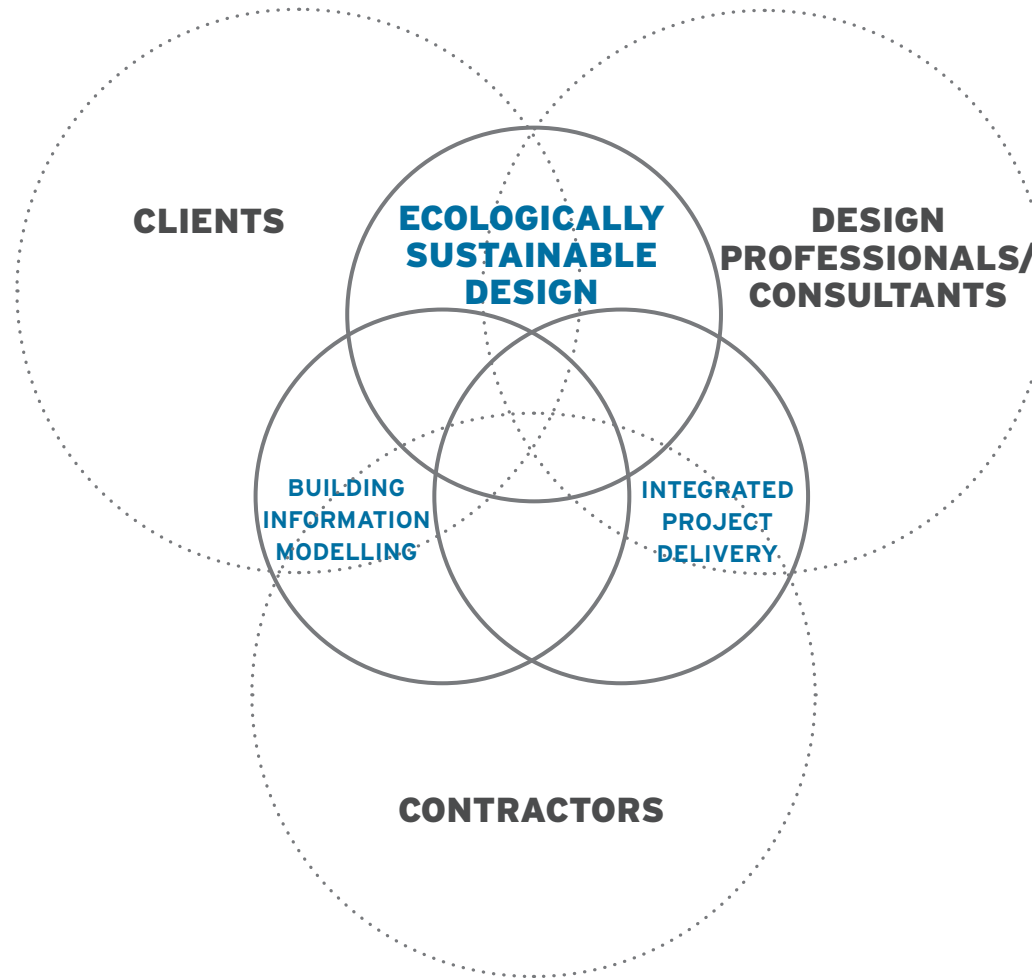 CLIENTS
ECOLOGICALLY
SUSTAINABLE
DESIGN
DESIGN
PROFESSIONALS/
CONSULTANTS
BUILDING
INFORMATION
MODELLING
INTEGRATED
PROJECT
DELIVERY
CONTRACTORS